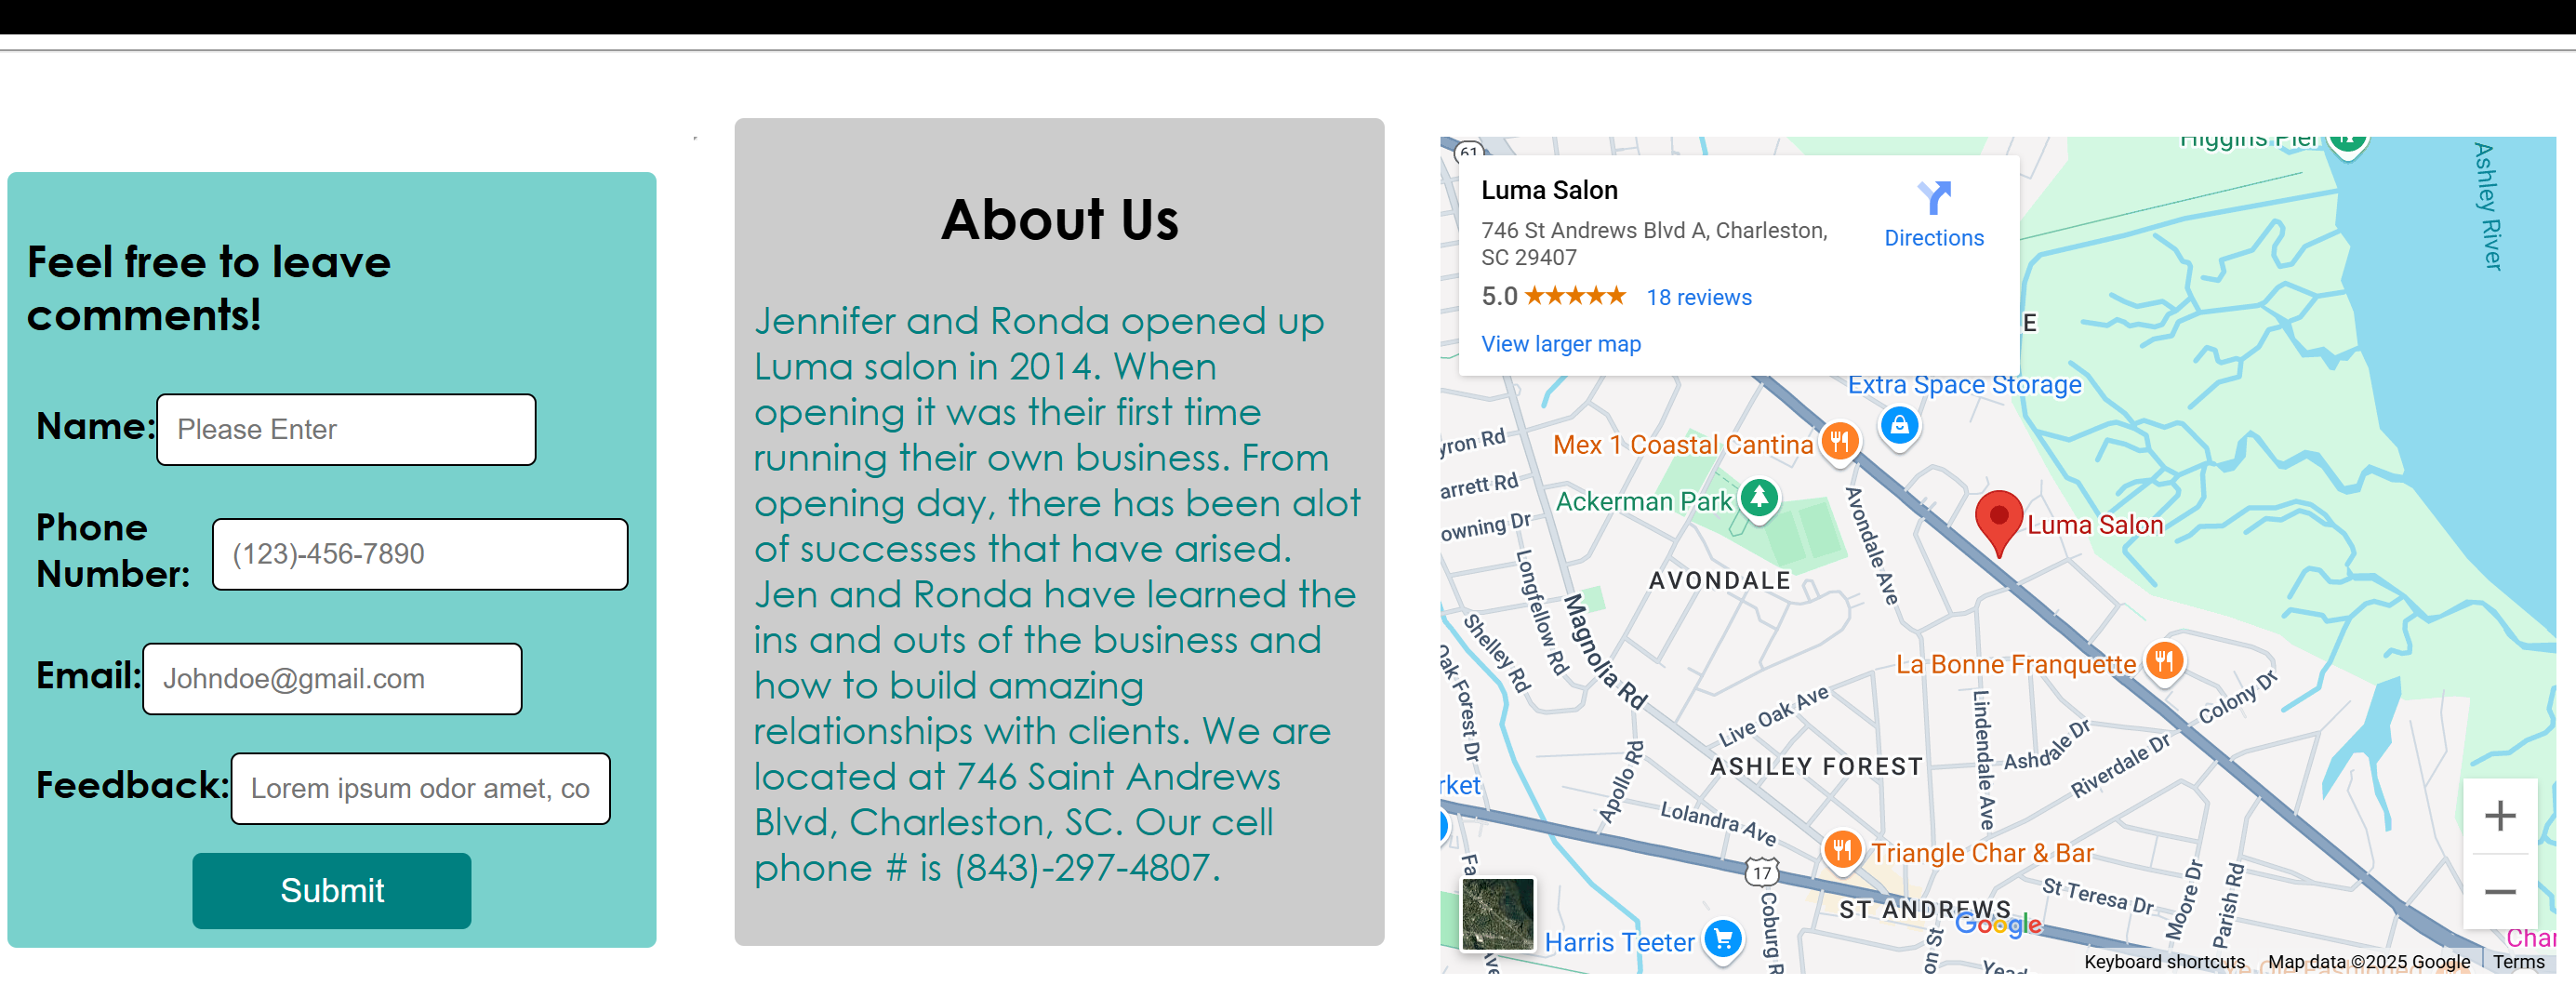 Feel free to leave
comments!
Name:
Please Enter
Phone
Number:
(123)-456-7890
Email:
Johndoe@gmail.com
Feedback:
Lorem ipsum odor amet, co
Submit
About Us
Jennifer and Ronda opened up
Luma salon in 2014. When
opening it was their first time
running their own business. From
opening day, there has been alot
of successes that have arised.
Jen and Ronda have learned the
ins and outs of the business and
how to build amazing
relationships with clients. We are
located at 746 Saint Andrews
Blvd, Charleston, SC. Our cell
phone # is (843)-297-4807.
61
Higgins Pier
Ashley River
Luma Salon
746 St Andrews Blvd A, Charleston,
SC 29407
Directions
5.0
18 reviews
View larger map
E
Extra Space Storage
Mex 1 Coastal Cantina
yron Rd
arrett Rd
owning Dr
Ackerman Park
Avondale Ave
Luma Salon
AVONDALE
Longfellow Rd
Magnolia Rd
Shelley Rd
Oak Forest Dr
La Bonne Franquette
Colony Dr
Live Oak Ave
Lindendale Ave
Ashdale Dr
Riverdale Dr
ASHLEY FOREST
Apollo Rd
rket
Lolandra Ave
Triangle Char & Bar
17
St Teresa Dr
Moore Dr
Parish Rd
ST ANDREWS
Google
Coburg R
Harris Teeter
on St
Char
Keyboard shortcuts
Map data ©2025 Google
Terms